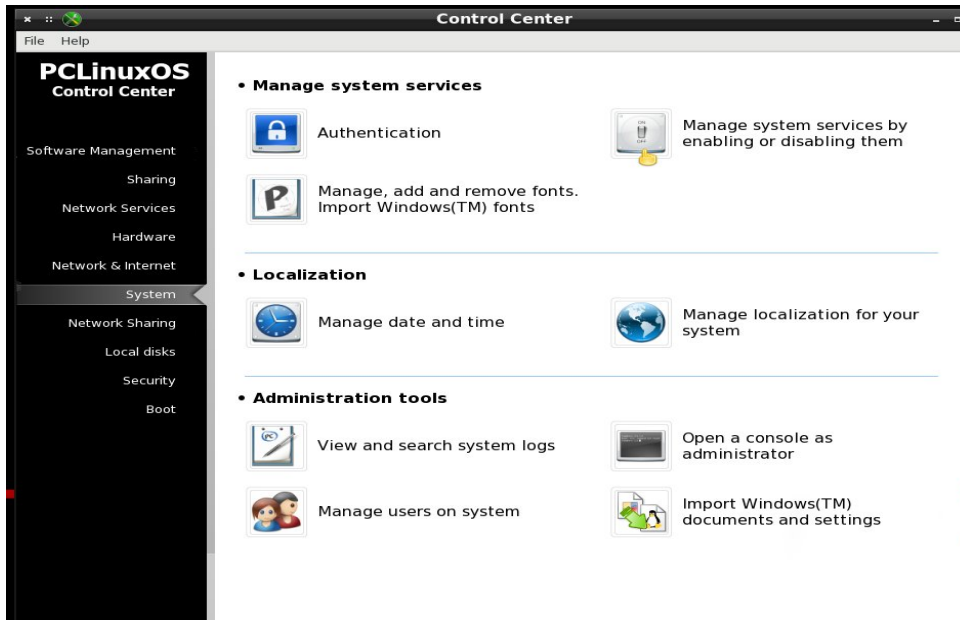 Control Center
File Help
PCLinuxOS
Control Center
Software Management
Sharing
Network Services
Hardware
Network & Internet
System
Network Sharing
Local disks
Security
Boot
• Manage system services
Authentication
Manage system services by
enabling or disabling them
ON
OFF
Manage, add and remove fonts.
Import Windows(TM) fonts
P
• Localization
Manage date and time
Manage localization for your
system
• Administration tools
View and search system logs
PC
Open a console as
administrator
Manage users on system
Import Windows(TM)
documents and settings